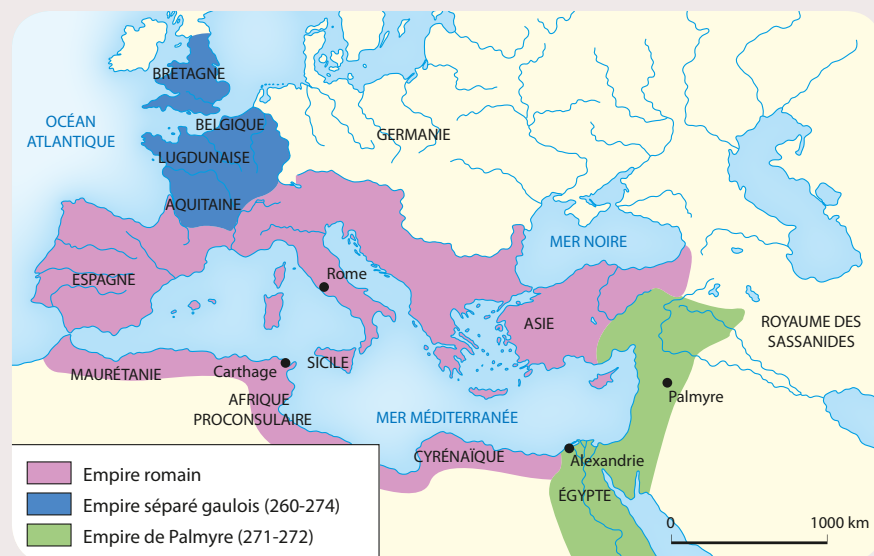 BRETAGNE
OCÉAN
ATLANTIQUE
BELGIQUE
GERMANIE
LUGDUNAISE
AQUITAINE
MER NOIRE
ESPAGNE
Rome
ASIE
ROYAUME DES
SASSANIDES
MAURÉTANIE
Carthage
SICILE
AFRIQUE
PROCONSULAIRE
MER MÉDITERRANÉE
Palmyre
CYRÉNAÏQUE
Alexandrie
ÉGYPTE
Empire romain
Empire séparé gaulois (260-274)
Empire de Palmyre (271-272)
0 1000 km